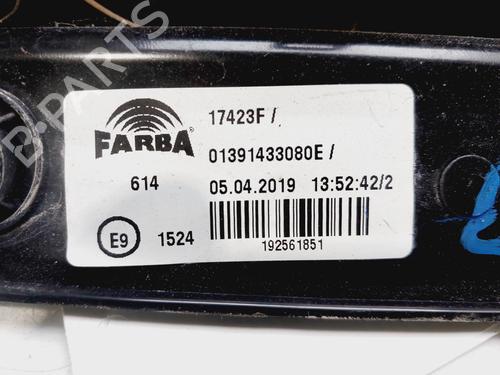 B-PARTS
FARBA
17423F /
01391433080E /
614
05.04.2019 13:52:42/2
E9
1524
192561851